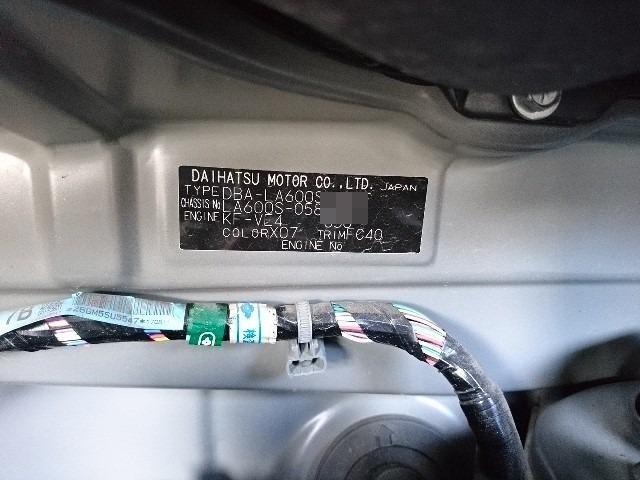 DAIHATSU MOTOR CO.,LTD. JAPAN
TYPE DBA-LA600S
CHASSIS No LA600S-058
ENGINE KF-VE4
COLOR X07 TRIM FC40
ENGINE No
7B